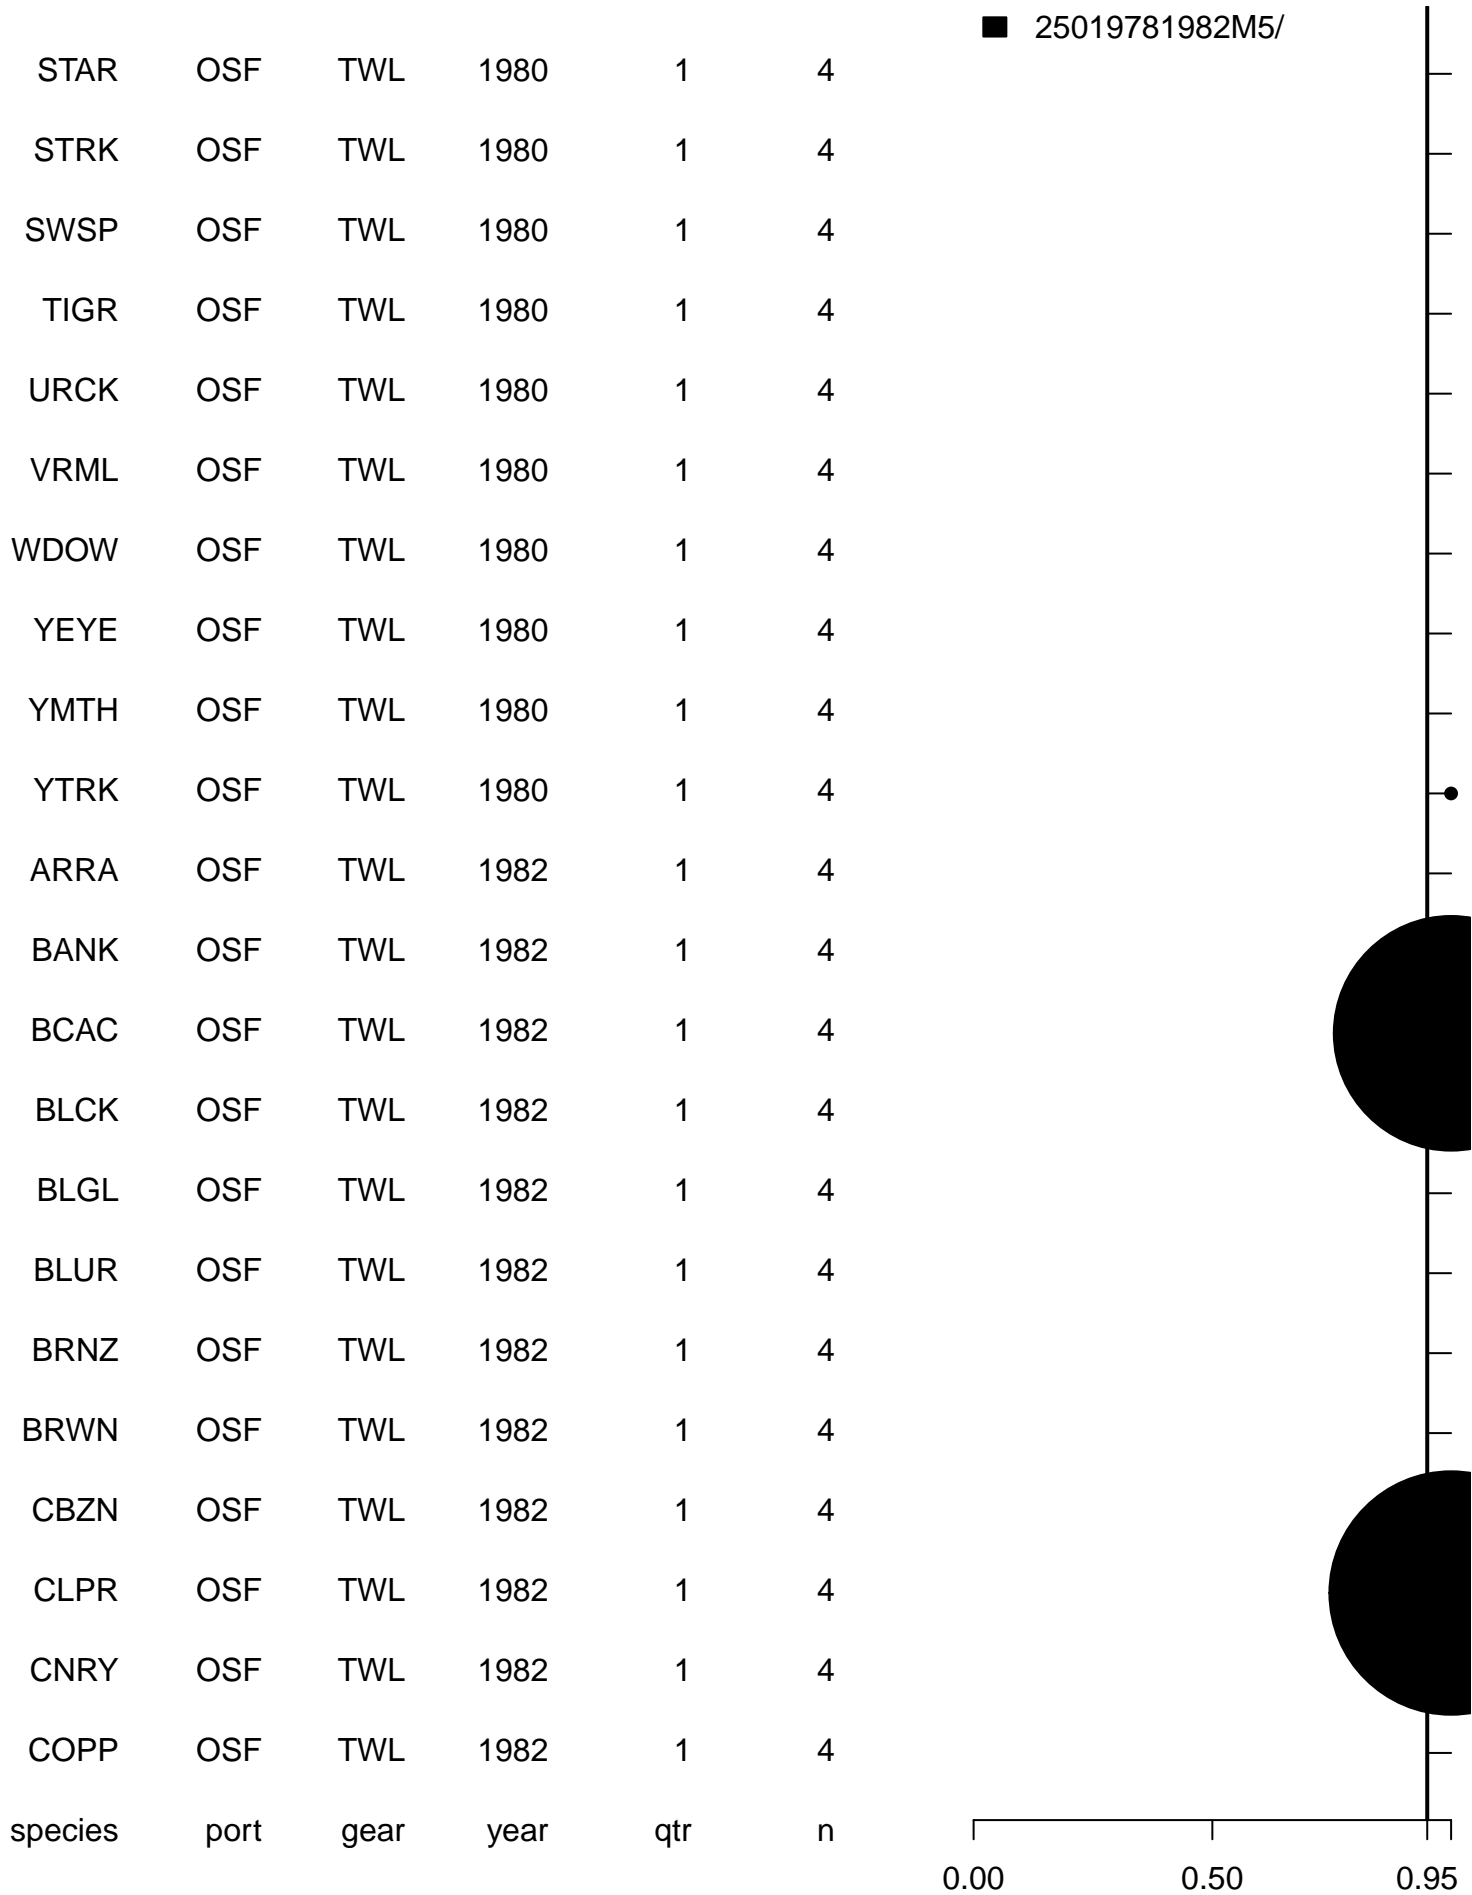 25019781982M5/
STAR OSF TWL 1980 1 4
STRK OSF TWL 1980 1 4
SWSP OSF TWL 1980 1 4
TIGR OSF TWL 1980 1 4
URCK OSF TWL 1980 1 4
VRML OSF TWL 1980 1 4
WDOW OSF TWL 1980 1 4
YEYE OSF TWL 1980 1 4
YMTH OSF TWL 1980 1 4
YTRK OSF TWL 1980 1 4
ARRA OSF TWL 1982 1 4
BANK OSF TWL 1982 1 4
BCAC OSF TWL 1982 1 4
BLCK OSF TWL 1982 1 4
BLGL OSF TWL 1982 1 4
BLUR OSF TWL 1982 1 4
BRNZ OSF TWL 1982 1 4
BRWN OSF TWL 1982 1 4
CBZN OSF TWL 1982 1 4
CLPR OSF TWL 1982 1 4
CNRY OSF TWL 1982 1 4
COPP OSF TWL 1982 1 4
species port gear year qtr n
0.00 0.50 0.95